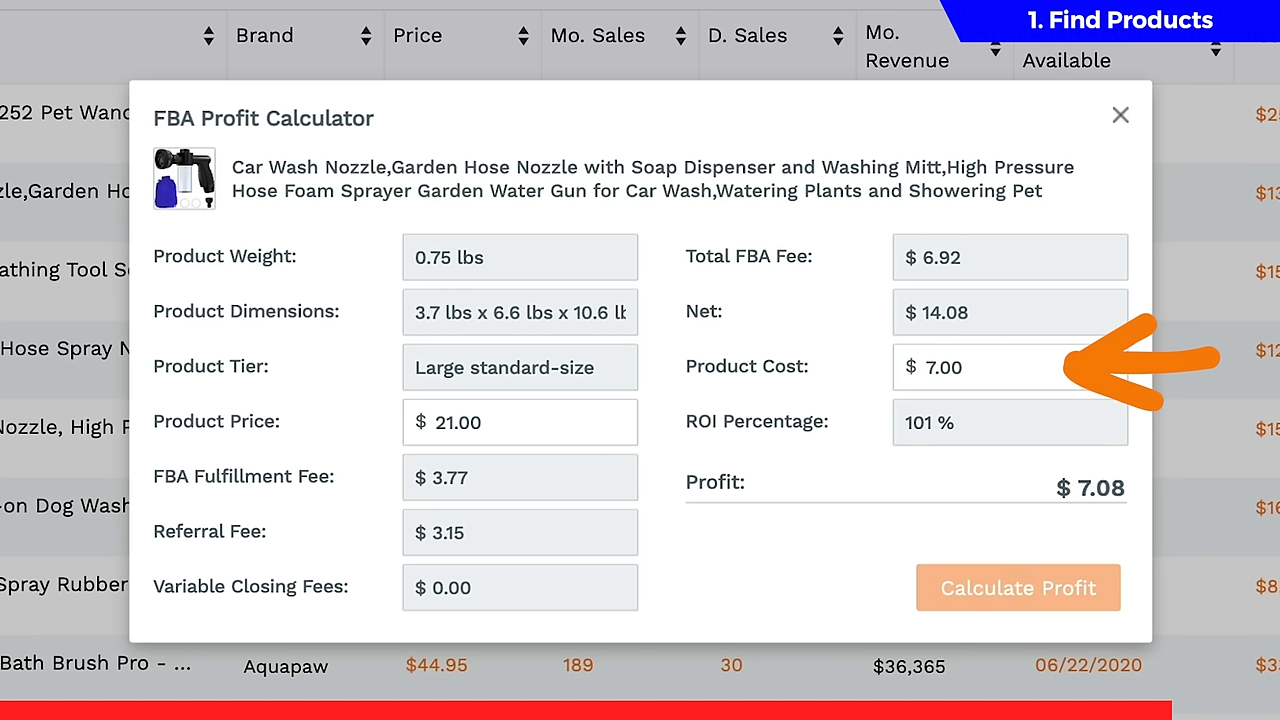 1. Find Products
Brand
Price
Mo. Sales
D. Sales
Mo.
Revenue
Available
252 Pet
FBA Profit Calculator
Car Wash Nozzle,Garden Hose Nozzle with Soap Dispenser and Washing Mitt,High Pressure
Hose Foam Sprayer Garden Water Gun for Car Wash,Watering Plants and Showering Pet
Product Weight:
0.75 lbs
Total FBA Fee:
$ 6.92
Product Dimensions:
3.7 lbs x 6.6 lbs x 10.6 lb
Net:
$ 14.08
Product Tier:
Large standard-size
Product Cost:
$ 7.00
Product Price:
$ 21.00
ROI Percentage:
101 %
FBA Fulfillment Fee:
$ 3.77
Profit:
$ 7.08
Referral Fee:
$ 3.15
Variable Closing Fees:
$ 0.00
Calculate Profit
zle,Garden
athing Tool
Hose Spray
Nozzle, High
-on Dog Wash
Spray Rubber
Bath Brush Pro - ...
Aquapaw
$44.95
189
30
$36,365
06/22/2020